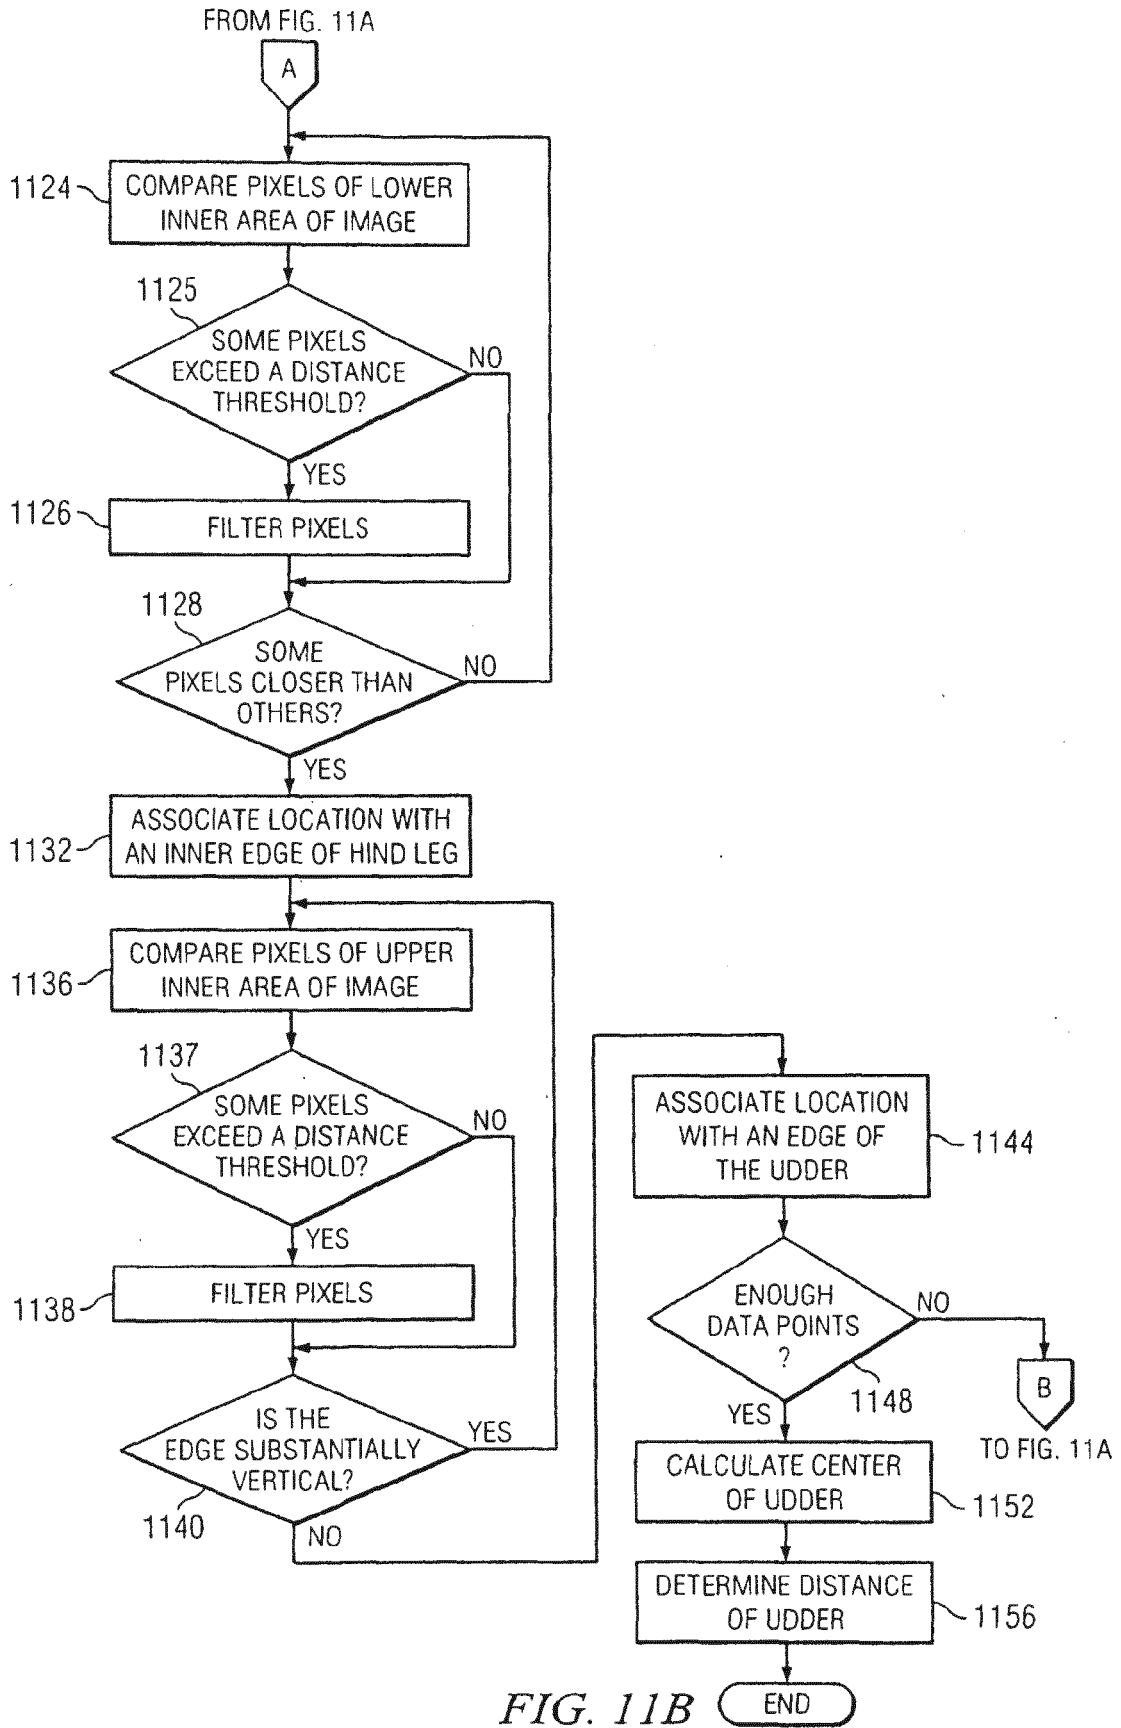 FROM FIG. 11A
A
1124
COMPARE PIXELS OF LOWER
INNER AREA OF IMAGE
1125
SOME PIXELS
EXCEED A DISTANCE
THRESHOLD?
NO
YES
1126
FILTER PIXELS
1128
SOME
PIXELS CLOSER THAN
OTHERS?
NO
YES
1132
ASSOCIATE LOCATION WITH
AN INNER EDGE OF HIND LEG
1136
COMPARE PIXELS OF UPPER
INNER AREA OF IMAGE
1137
SOME PIXELS
EXCEED A DISTANCE
THRESHOLD?
NO
YES
1138
FILTER PIXELS
IS THE
EDGE SUBSTANTIALLY
VERTICAL?
YES
1140
NO
ASSOCIATE LOCATION
WITH AN EDGE OF
THE UDDER
1144
ENOUGH
DATA POINTS
?
NO
1148
B
TO FIG. 11A
YES
CALCULATE CENTER
OF UDDER
1152
DETERMINE DISTANCE
OF UDDER
1156
END
FIG. 11B